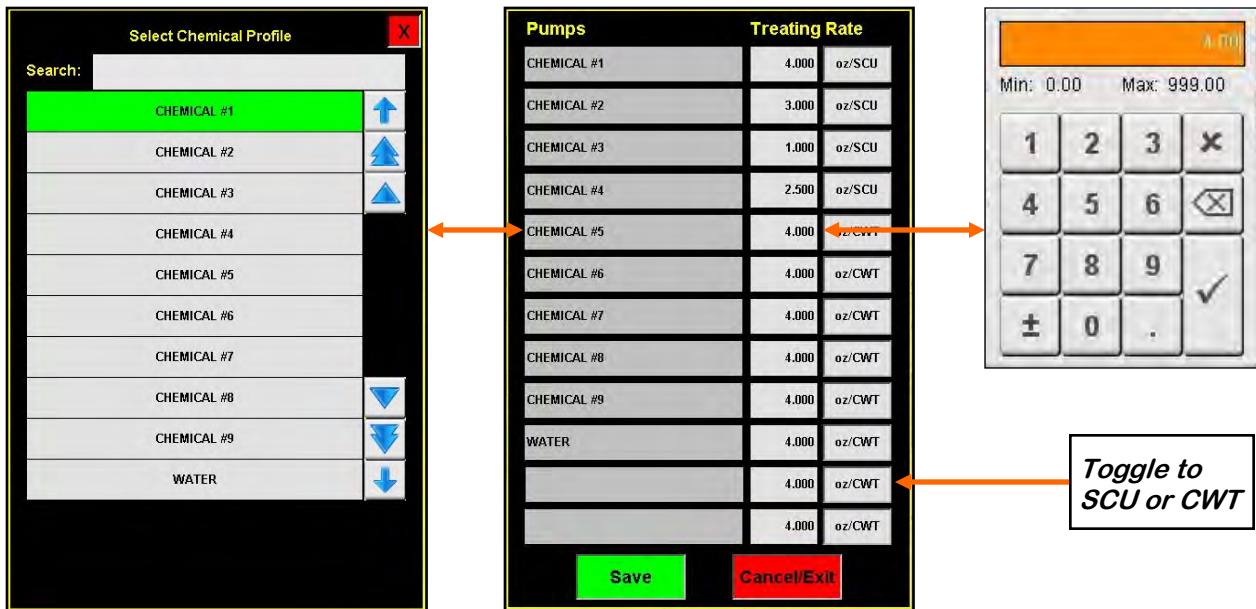 Select Chemical Profile
X
Search:
CHEMICAL #1
CHEMICAL #2
CHEMICAL #3
CHEMICAL #4
CHEMICAL #5
CHEMICAL #6
CHEMICAL #7
CHEMICAL #8
CHEMICAL #9
WATER
Pumps Treating Rate
CHEMICAL #1 4.000 oz/SCU
CHEMICAL #2 3.000 oz/SCU
CHEMICAL #3 1.000 oz/SCU
CHEMICAL #4 2.500 oz/SCU
CHEMICAL #5 4.000 oz/CWT
CHEMICAL #6 4.000 oz/CWT
CHEMICAL #7 4.000 oz/CWT
CHEMICAL #8 4.000 oz/CWT
CHEMICAL #9 4.000 oz/CWT
WATER 4.000 oz/CWT
4.000 oz/CWT
4.000 oz/CWT
Save Cancel/Exit
4.00
Min: 0.00 Max: 999.00
1 2 3 ×
4 5 6
7 8 9 ✓
± 0 .
Toggle to
SCU or CWT